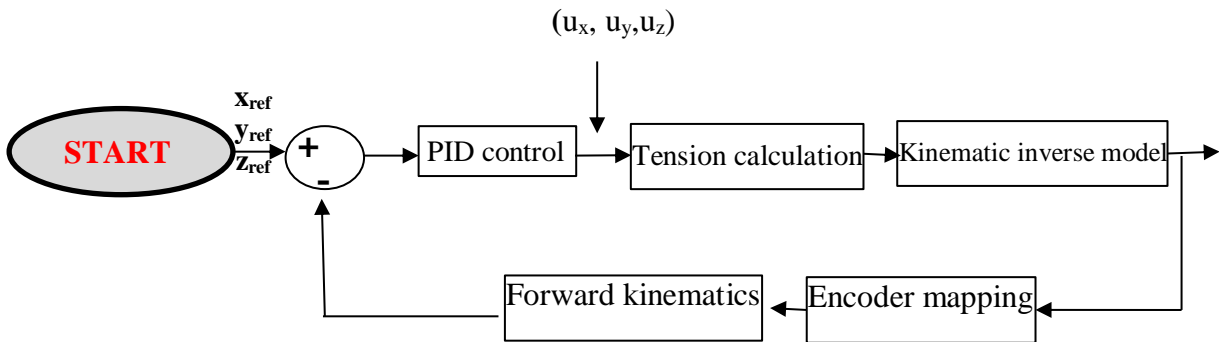 (ux, uy,uz)
xref
yref
zref
START
+
-
PID control
Tension calculation
Kinematic inverse model
Forward kinematics
Encoder mapping